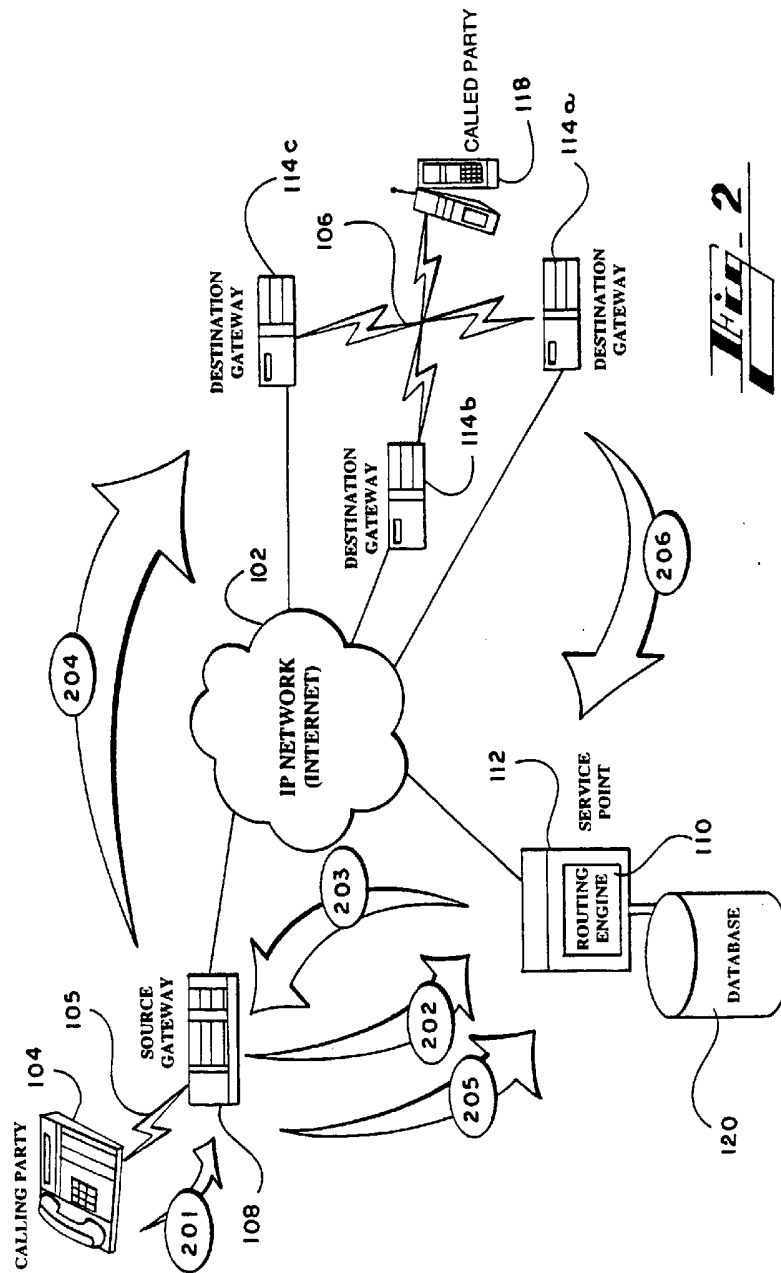 CALLING PARTY
104
105
201
SOURCE
GATEWAY
108
202
205
203
204
IP NETWORK
(INTERNET)
102
SERVICE
POINT
112
ROUTING
ENGINE
110
DATABASE
120
DESTINATION
GATEWAY
114c
DESTINATION
GATEWAY
114b
106
CALLED PARTY
118
DESTINATION
GATEWAY
114a
206
Fig_2